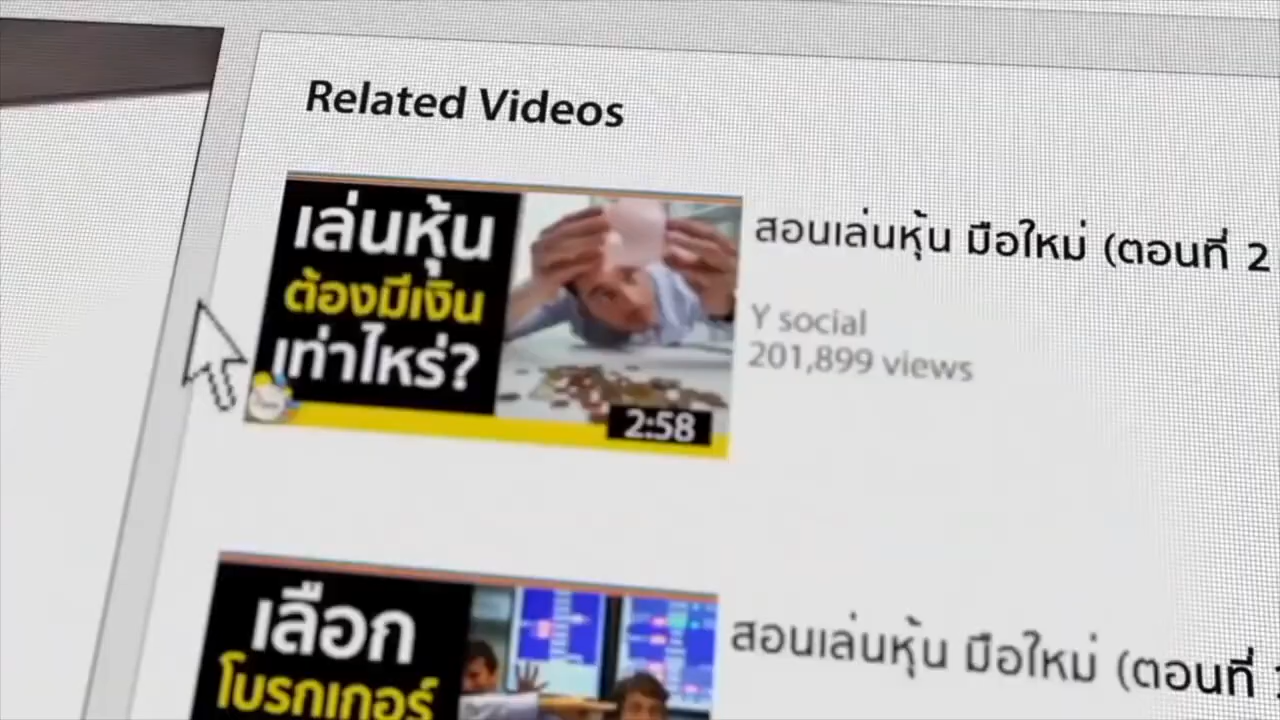 Related Videos
เล่นหุ้น
ต้องมีเงิน
เท่าไหร่?
2:58
สอนเล่นหุ้น มือใหม่ (ตอนที่ 2
Y social
201,899 views
เลือก
โบรกเกอร์
สอนเล่นหุ้น มือใหม่ (ตอนที่